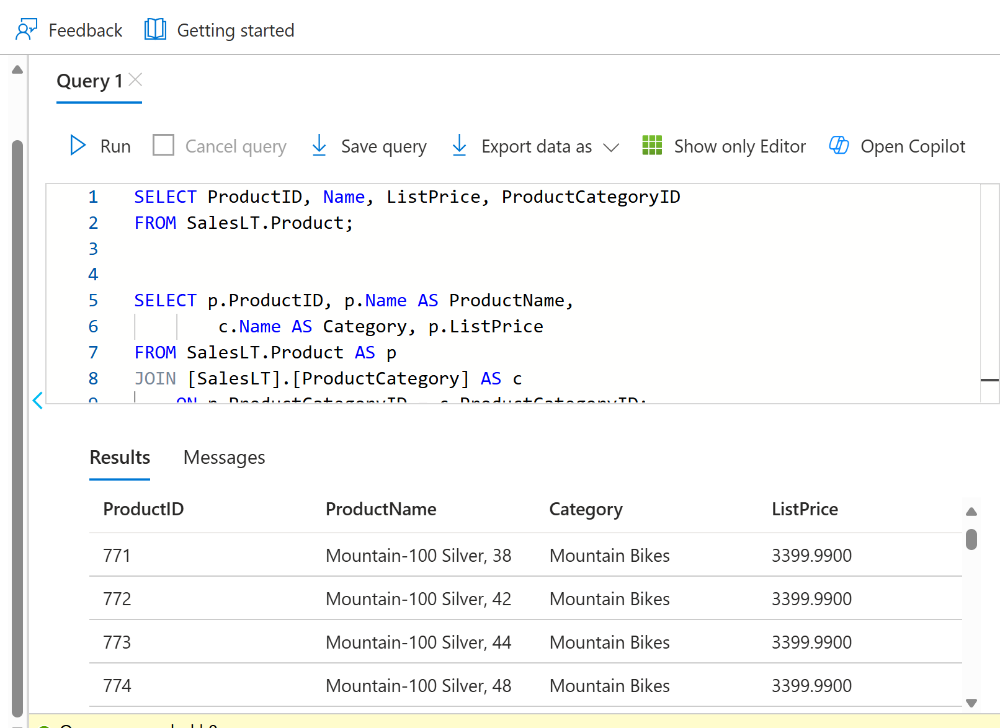 Feedback Getting started
Query 1
Run Cancel query Save query Export data as Show only Editor Open Copilot
1 SELECT ProductID, Name, ListPrice, ProductCategoryID
2 FROM SalesLT.Product;
3
4
5 SELECT p.ProductID, p.Name AS ProductName,
6 c.Name AS Category, p.ListPrice
7 FROM SalesLT.Product AS p
8 JOIN [SalesLT].[ProductCategory] AS c
9 ON p.ProductCategoryID = c.ProductCategoryID;
Results Messages
ProductID ProductName Category ListPrice
771 Mountain-100 Silver, 38 Mountain Bikes 3399.9900
772 Mountain-100 Silver, 42 Mountain Bikes 3399.9900
773 Mountain-100 Silver, 44 Mountain Bikes 3399.9900
774 Mountain-100 Silver, 48 Mountain Bikes 3399.9900